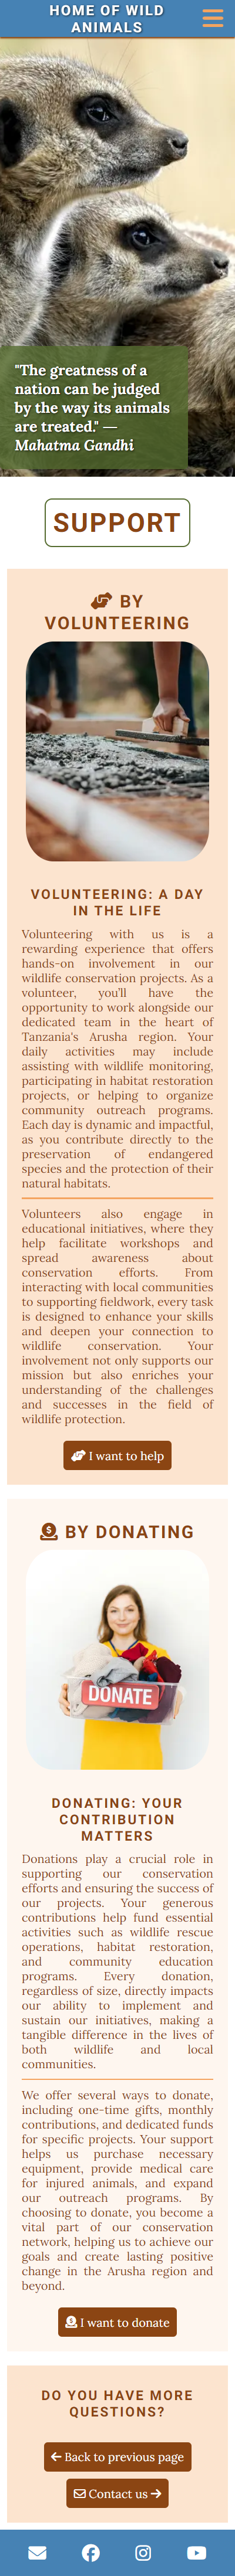 HOME OF WILD
ANIMALS
"The greatness of a
nation can be judged
by the way its animals
are treated." —
Mahatma Gandhi
SUPPORT
BY
VOLUNTEERING
VOLUNTEERING: A DAY
IN THE LIFE
Volunteering with us is a
rewarding experience that offers
hands-on involvement in our
wildlife conservation projects. As a
volunteer, you'll have the
opportunity to work alongside our
dedicated team in the heart of
Tanzania's Arusha region. Your
daily activities may include
assisting with wildlife monitoring,
participating in habitat restoration
projects, or helping to organize
community outreach programs.
Each day is dynamic and impactful,
as you contribute directly to the
preservation of endangered
species and the protection of their
natural habitats.
Volunteers also engage in
educational initiatives, where they
help facilitate workshops and
spread awareness about
conservation efforts. From
interacting with local communities
to supporting fieldwork, every task
is designed to enhance your skills
and deepen your connection to
wildlife conservation. Your
involvement not only supports our
mission but also enriches your
understanding of the challenges
and successes in the field of
wildlife protection.
I want to help
BY DONATING
DONATE
DONATING: YOUR
CONTRIBUTION
MATTERS
Donations play a crucial role in
supporting our conservation
efforts and ensuring the success of
our projects. Your generous
contributions help fund essential
activities such as wildlife rescue
operations, habitat restoration,
and community education
programs. Every donation,
regardless of size, directly impacts
our ability to implement and
sustain our initiatives, making a
tangible difference in the lives of
both wildlife and local
communities.
We offer several ways to donate,
including one-time gifts, monthly
contributions, and dedicated funds
for specific projects. Your support
helps us purchase necessary
equipment, provide medical care
for injured animals, and expand
our outreach programs. By
choosing to donate, you become a
vital part of our conservation
network, helping us to achieve our
goals and create lasting positive
change in the Arusha region and
beyond.
I want to donate
DO YOU HAVE MORE
QUESTIONS?
Back to previous page
Contact us